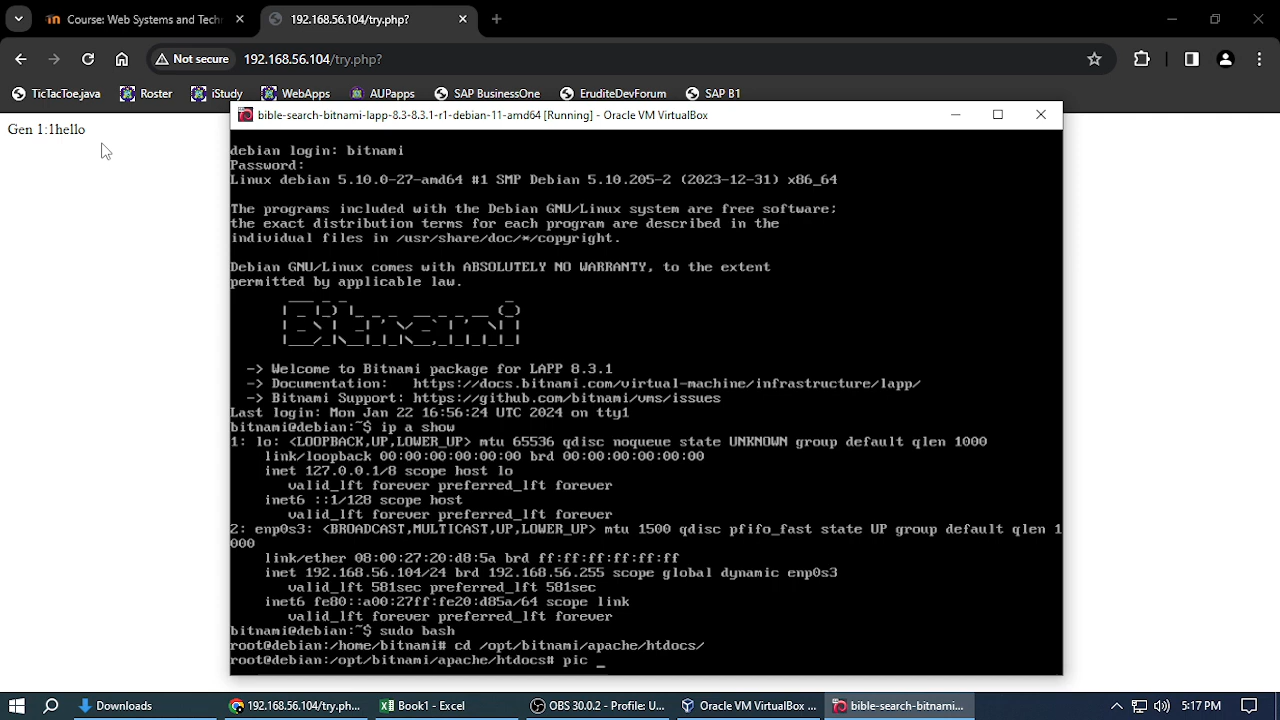 Course: Web Systems and Techr
192.168.56.104/try.php?
Not secure
192.168.56.104/try.php?
TicTacToe.java
Roster
iStudy
WebApps
AUPapps
SAP BusinessOne
EruditeDevForum
SAP B1
Gen 1:1hello
bible-search-bitnami-lapp-8.3-8.3.1-r1-debian-11-amd64 [Running] - Oracle VM VirtualBox
debian login: bitnami
Password:
Linux debian 5.10.0-27-amd64 #1 SMP Debian 5.10.205-2 (2023-12-31) x86_64
The programs included with the Debian GNU/Linux system are free software;
the exact distribution terms for each program are described in the
individual files in /usr/share/doc/*/copyright.
Debian GNU/Linux comes with ABSOLUTELY NO WARRANTY, to the extent
permitted by applicable law.
Bitnami
-> Welcome to Bitnami package for LAPP 8.3.1
-> Documentation: https://docs.bitnami.com/virtual-machine/infrastructure/lapp/
-> Bitnami Support: https://github.com/bitnami/vms/issues
Last login: Mon Jan 22 16:56:24 UTC 2024 on tty1
bitnami@debian:~$ ip a show
1: lo: <LOOPBACK,UP,LOWER_UP> mtu 65536 qdisc noqueue state UNKNOWN group default qlen 1000
link/loopback 00:00:00:00:00:00 brd 00:00:00:00:00:00
inet 127.0.0.1/8 scope host lo
valid_lft forever preferred_lft forever
inet6 ::1/128 scope host
valid_lft forever preferred_lft forever
2: enp0s3: <BROADCAST,MULTICAST,UP,LOWER_UP> mtu 1500 qdisc pfifo_fast state UP group default qlen 1
000
link/ether 08:00:27:20:d8:5a brd ff:ff:ff:ff:ff:ff
inet 192.168.56.104/24 brd 192.168.56.255 scope global dynamic enp0s3
valid_lft 581sec preferred_lft 581sec
inet6 fe80::a00:27ff:fe20:d85a/64 scope link
valid_lft forever preferred_lft forever
bitnami@debian:~$ sudo bash
root@debian:/home/bitnami# cd /opt/bitnami/apache/htdocs/
root@debian:/opt/bitnami/apache/htdocs# pic _
Downloads
192.168.56.104/try.p...
Book1 - Excel
OBS 30.0.2 - Profile: U...
Oracle VM VirtualBox ...
bible-search-bitnami-...
5:17 PM